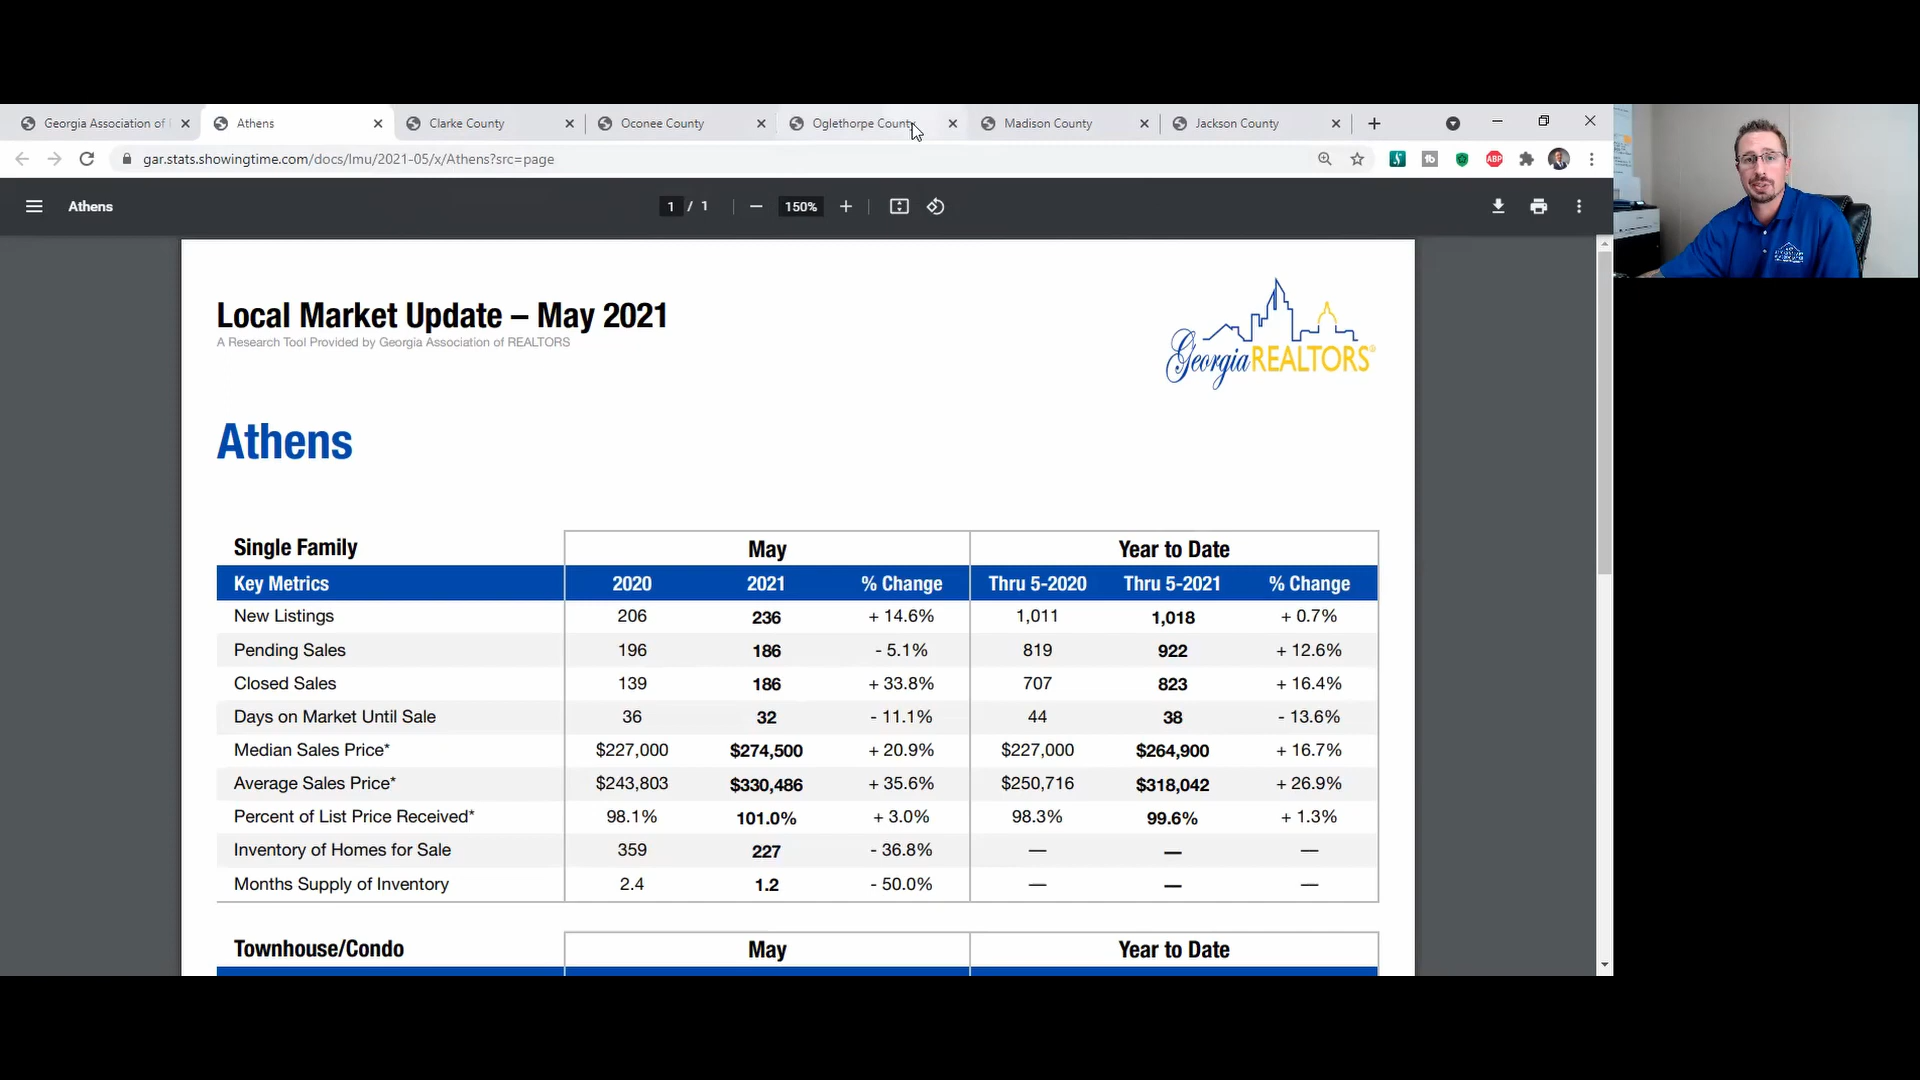 Georgia Association of
Athens
Clarke County
Oconee County
Oglethorpe County
Madison County
Jackson County
gar.stats.showingtime.com/docs/lmu/2021-05/x/Athens?src=page
ABP
Athens
1 / 1
150%
Local Market Update – May 2021
A Research Tool Provided by Georgia Association of REALTORS
Georgia REALTORS®
Athens
Single Family May Year to Date
Key Metrics 2020 2021 % Change Thru 5-2020 Thru 5-2021 % Change
New Listings 206 236 + 14.6% 1,011 1,018 + 0.7%
Pending Sales 196 186 - 5.1% 819 922 + 12.6%
Closed Sales 139 186 + 33.8% 707 823 + 16.4%
Days on Market Until Sale 36 32 - 11.1% 44 38 - 13.6%
Median Sales Price* $227,000 $274,500 + 20.9% $227,000 $264,900 + 16.7%
Average Sales Price* $243,803 $330,486 + 35.6% $250,716 $318,042 + 26.9%
Percent of List Price Received* 98.1% 101.0% + 3.0% 98.3% 99.6% + 1.3%
Inventory of Homes for Sale 359 227 - 36.8% — — —
Months Supply of Inventory 2.4 1.2 - 50.0% — — —
Townhouse/Condo May Year to Date